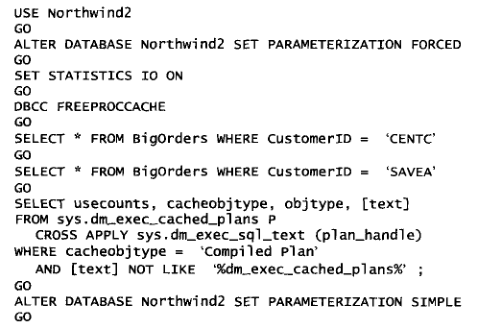 USE Northwind2
GO
ALTER DATABASE Northwind2 SET PARAMETERIZATION FORCED
GO
SET STATISTICS IO ON
GO
DBCC FREEPROCCACHE
GO
SELECT * FROM BigOrders WHERE CustomerID = ‘CENTC’
GO
SELECT * FROM BigOrders WHERE CustomerID = ‘SAVEA’
GO
SELECT usecounts, cacheobjtype, objtype, [text]
FROM sys.dm_exec_cached_plans P
CROSS APPLY sys.dm_exec_sql_text (plan_handle)
WHERE cacheobjtype = ‘Compiled Plan’
AND [text] NOT LIKE ‘%dm_exec_cached_plans%’ ;
GO
ALTER DATABASE Northwind2 SET PARAMETERIZATION SIMPLE
GO